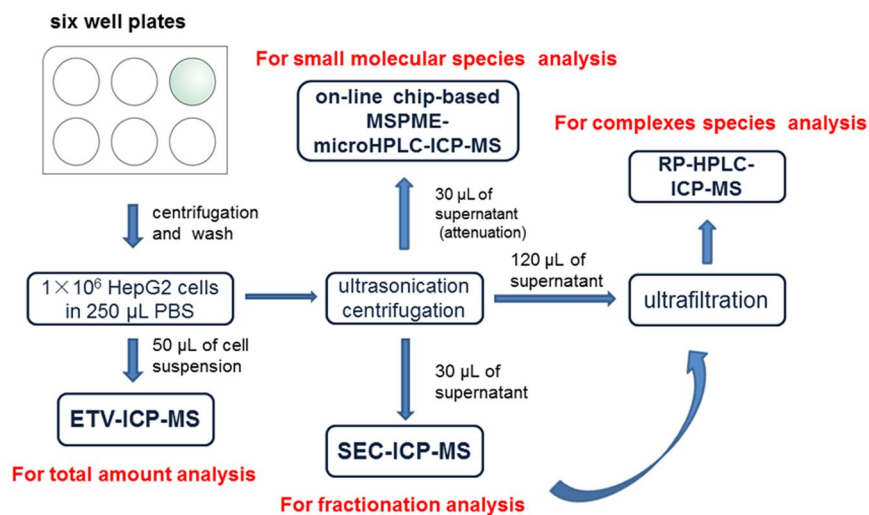 six well plates
For small molecular species analysis
on-line chip-based
MSPME-
microHPLC-ICP-MS
For complexes species analysis
RP-HPLC-
ICP-MS
centrifugation
and wash
30 µL of
supernatant
(attenuation)
120 µL of
supernatant
1×10⁶ HepG2 cells
in 250 µL PBS
ultrasonication
centrifugation
ultrafiltration
50 µL of cell
suspension
30 µL of
supernatant
ETV-ICP-MS
SEC-ICP-MS
For total amount analysis
For fractionation analysis